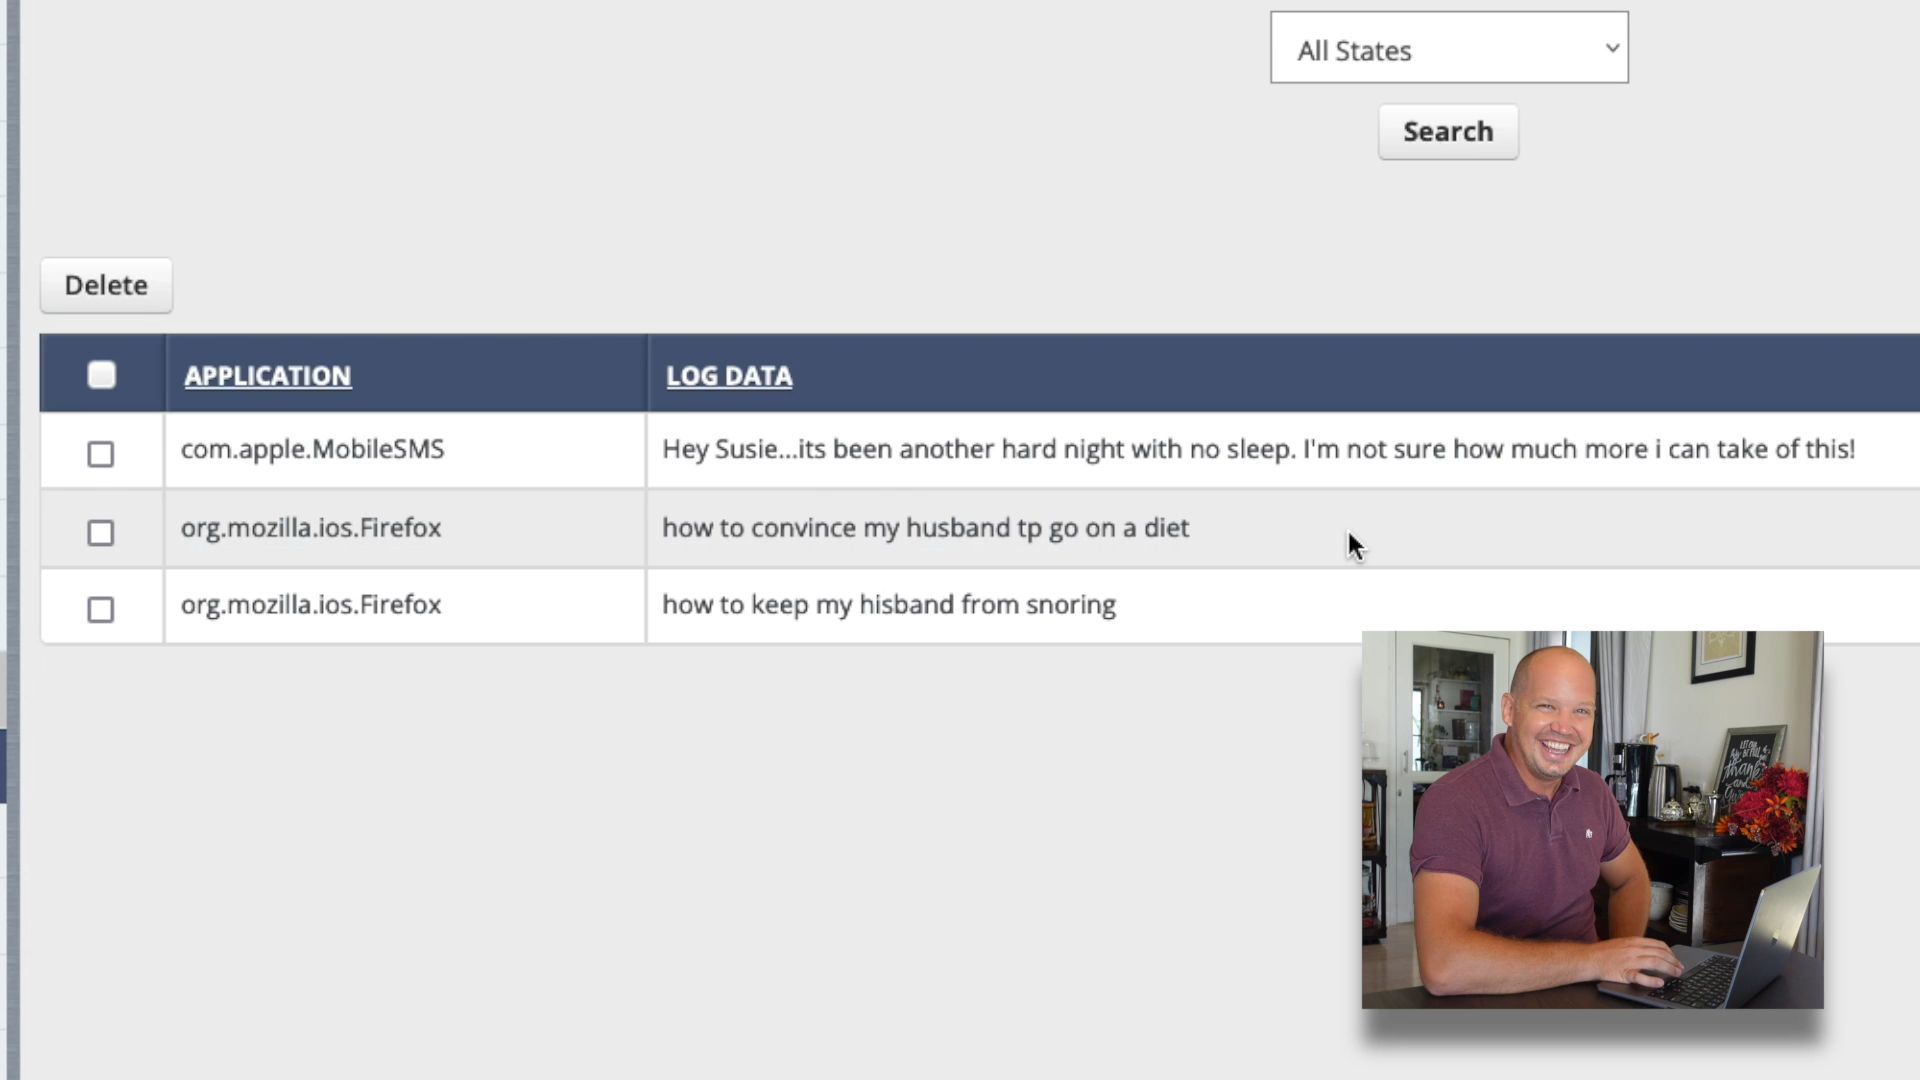 All States
Search
Delete
APPLICATION LOG DATA
com.apple.MobileSMS Hey Susie...its been another hard night with no sleep. I'm not sure how much more i can take of this!
org.mozilla.ios.Firefox how to convince my husband tp go on a diet
org.mozilla.ios.Firefox how to keep my hisband from snoring
thank
and